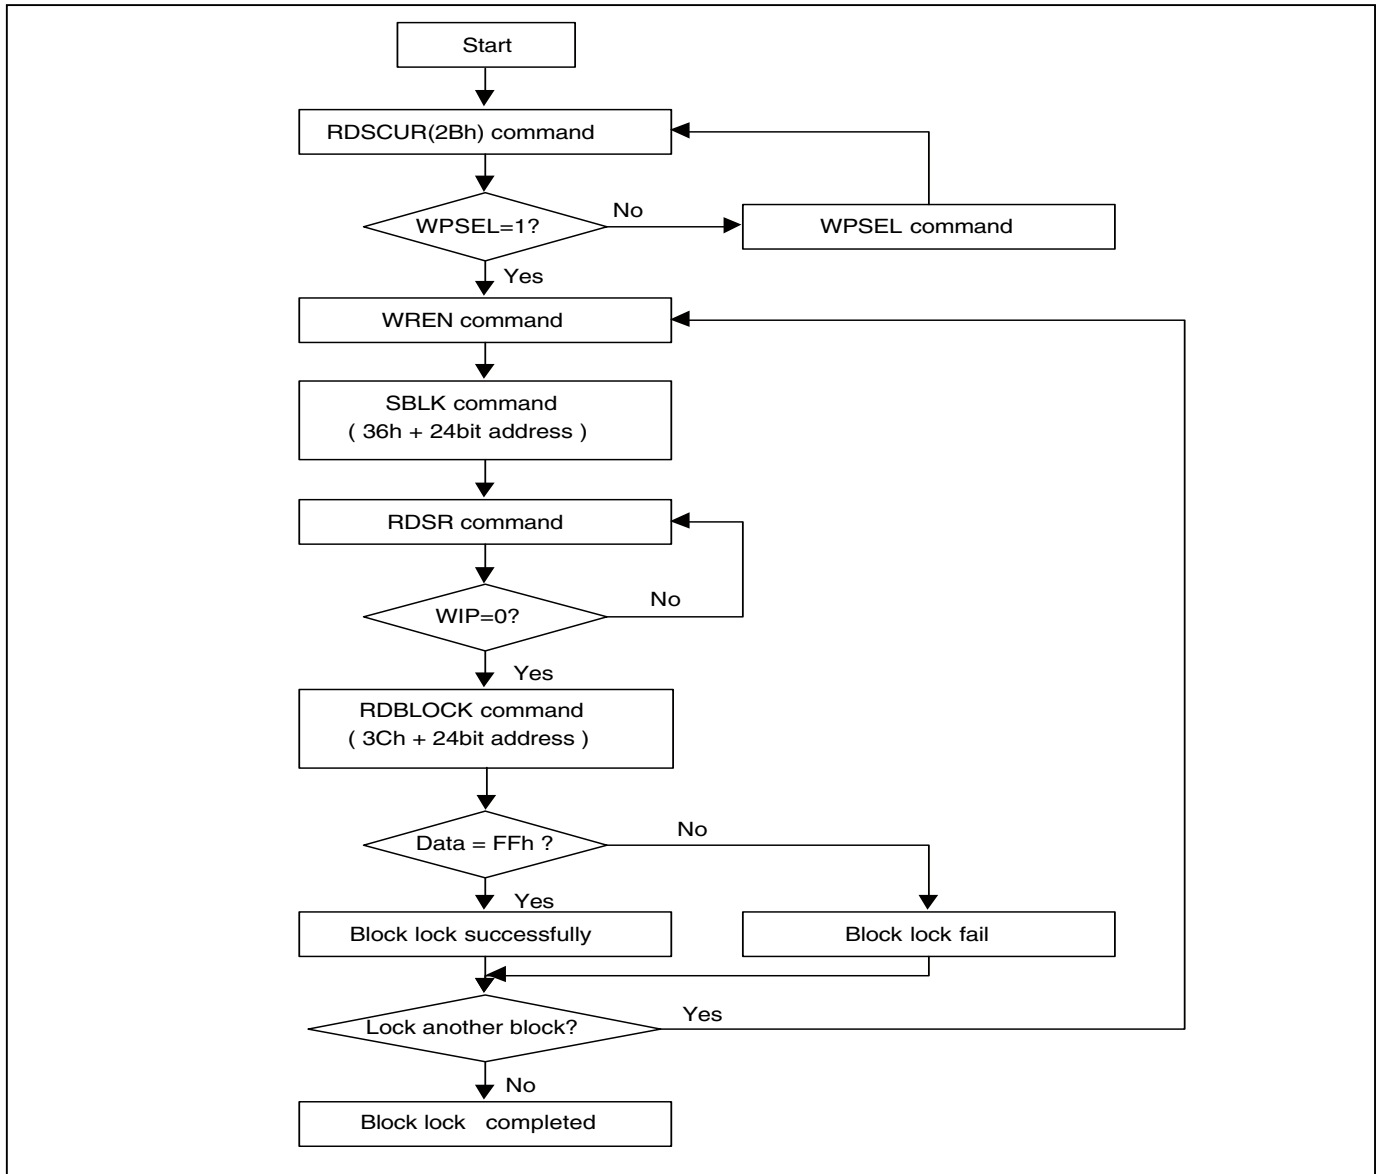 Start
RDSCUR(2Bh) command
WPSEL=1?
No
WPSEL command
Yes
WREN command
SBLK command
( 36h + 24bit address )
RDSR command
WIP=0?
No
Yes
RDBLOCK command
( 3Ch + 24bit address )
Data = FFh ?
No
Yes
Block lock successfully
Block lock fail
Lock another block?
Yes
No
Block lock completed